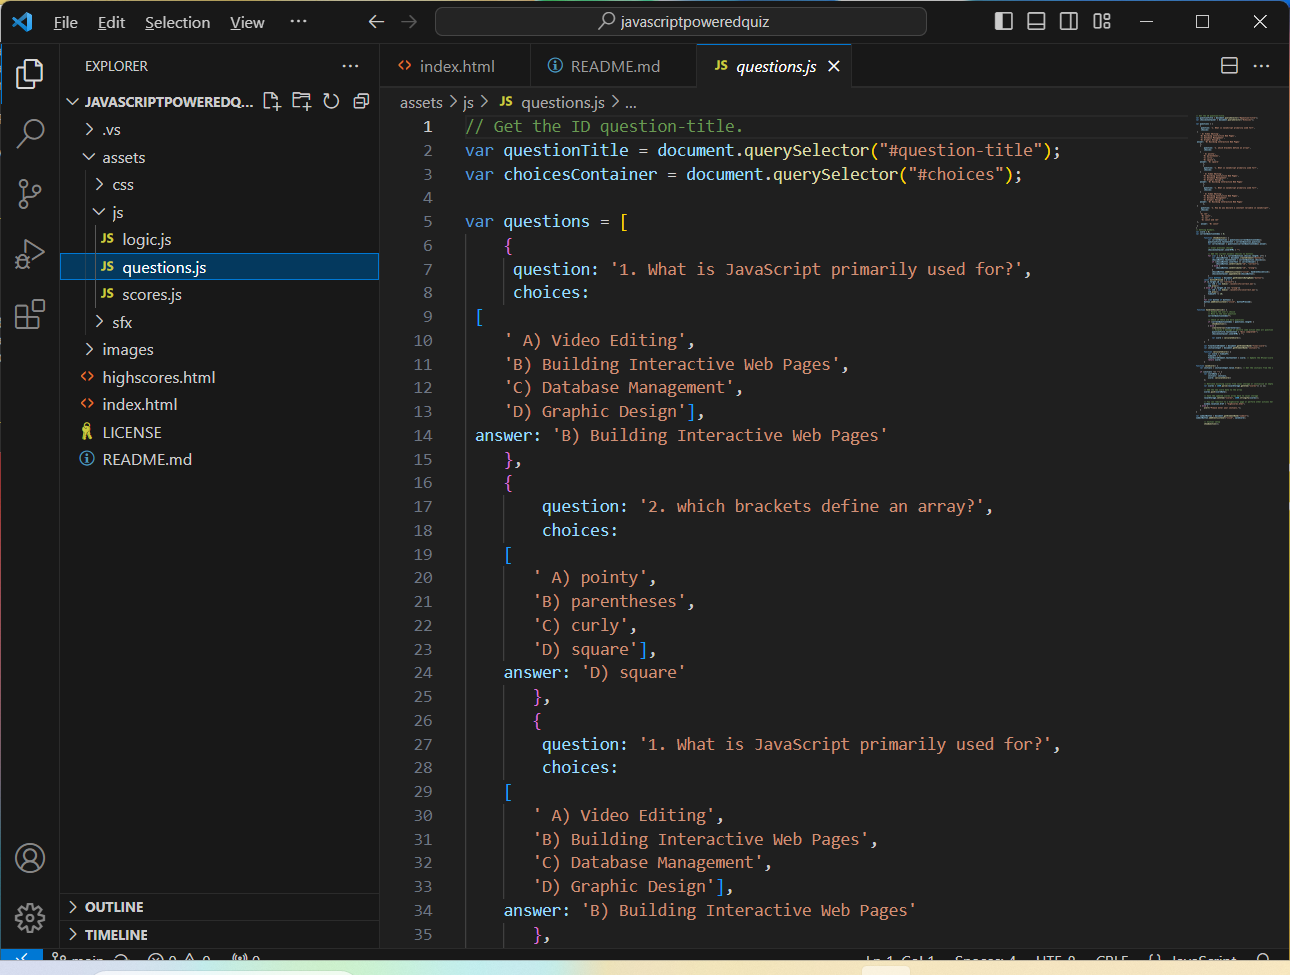 File Edit Selection View ··· javascriptpoweredquiz
EXPLORER ···
index.html
README.md
JS questions.js
JAVASCRIPTPOWEREDQ...
.vs
assets
css
js
JS logic.js
JS questions.js
JS scores.js
sfx
images
highscores.html
index.html
LICENSE
README.md
OUTLINE
TIMELINE
assets > js > JS questions.js > ...
1 // Get the ID question-title.
2 var questionTitle = document.querySelector("#question-title");
3 var choicesContainer = document.querySelector("#choices");
4
5 var questions = [
6 {
7 question: '1. What is JavaScript primarily used for?',
8 choices:
9 [
10 ' A) Video Editing',
11 'B) Building Interactive Web Pages',
12 'C) Database Management',
13 'D) Graphic Design'],
14 answer: 'B) Building Interactive Web Pages'
15 },
16 {
17 question: '2. which brackets define an array?',
18 choices:
19 [
20 ' A) pointy',
21 'B) parentheses',
22 'C) curly',
23 'D) square'],
24 answer: 'D) square'
25 },
26 {
27 question: '1. What is JavaScript primarily used for?',
28 choices:
29 [
30 ' A) Video Editing',
31 'B) Building Interactive Web Pages',
32 'C) Database Management',
33 'D) Graphic Design'],
34 answer: 'B) Building Interactive Web Pages'
35 },
main 0 0 0 Ln 1, Col 1 Spaces: 4 UTF-8 CRLF {} JavaScript